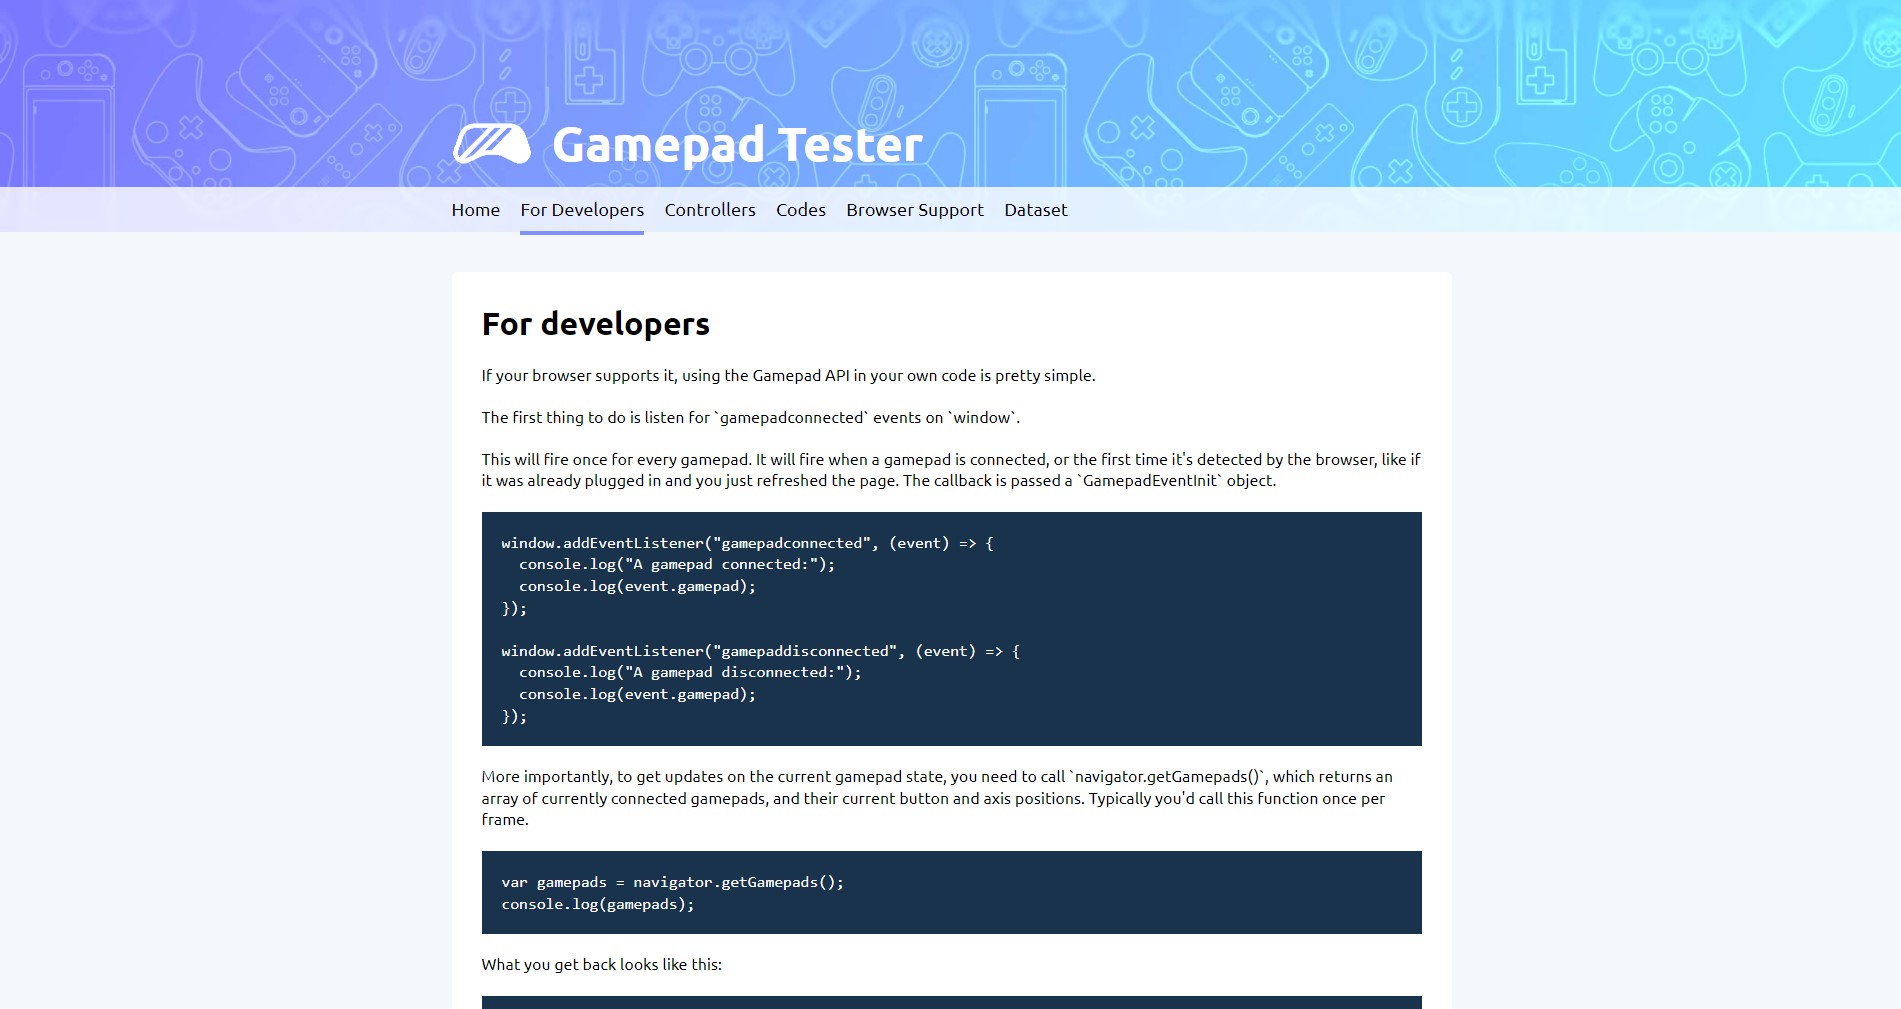 Gamepad Tester
Home For Developers Controllers Codes Browser Support Dataset
For developers
If your browser supports it, using the Gamepad API in your own code is pretty simple.
The first thing to do is listen for `gamepadconnected` events on `window`.
This will fire once for every gamepad. It will fire when a gamepad is connected, or the first time it's detected by the browser, like if
it was already plugged in and you just refreshed the page. The callback is passed a `GamepadEventInit` object.
window.addEventListener("gamepadconnected", (event) => {
  console.log("A gamepad connected:");
  console.log(event.gamepad);
});
window.addEventListener("gamepaddisconnected", (event) => {
  console.log("A gamepad disconnected:");
  console.log(event.gamepad);
});
More importantly, to get updates on the current gamepad state, you need to call `navigator.getGamepads()`, which returns an
array of currently connected gamepads, and their current button and axis positions. Typically you'd call this function once per
frame.
var gamepads = navigator.getGamepads();
console.log(gamepads);
What you get back looks like this: